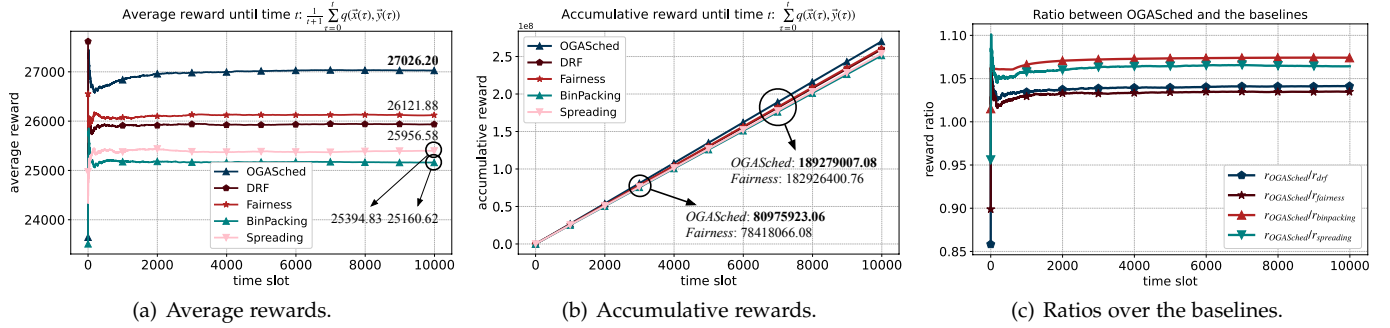 Average reward until time t: 1/(t+1) ∑_{τ=0}^{t} q(x⃗(τ), y⃗(τ))
average reward
27000
26000
25000
24000
27026.20
26121.88
25956.58
25394.83 25160.62
OGASched
DRF
Fairness
BinPacking
Spreading
0 2000 4000 6000 8000 10000
time slot
(a) Average rewards.
Accumulative reward until time t: ∑_{τ=0}^{t} q(x⃗(τ), y⃗(τ))
1e8
accumulative reward
2.5
2.0
1.5
1.0
0.5
0.0
OGASched
DRF
Fairness
BinPacking
Spreading
OGASched: 189279007.08
Fairness: 182926400.76
OGASched: 80975923.06
Fairness: 78418066.08
0 2000 4000 6000 8000 10000
time slot
(b) Accumulative rewards.
Ratio between OGASched and the baselines
reward ratio
1.10
1.05
1.00
0.95
0.90
0.85
r_OGASched/r_drf
r_OGASched/r_fairness
r_OGASched/r_binpacking
r_OGASched/r_spreading
0 2000 4000 6000 8000 10000
time slot
(c) Ratios over the baselines.